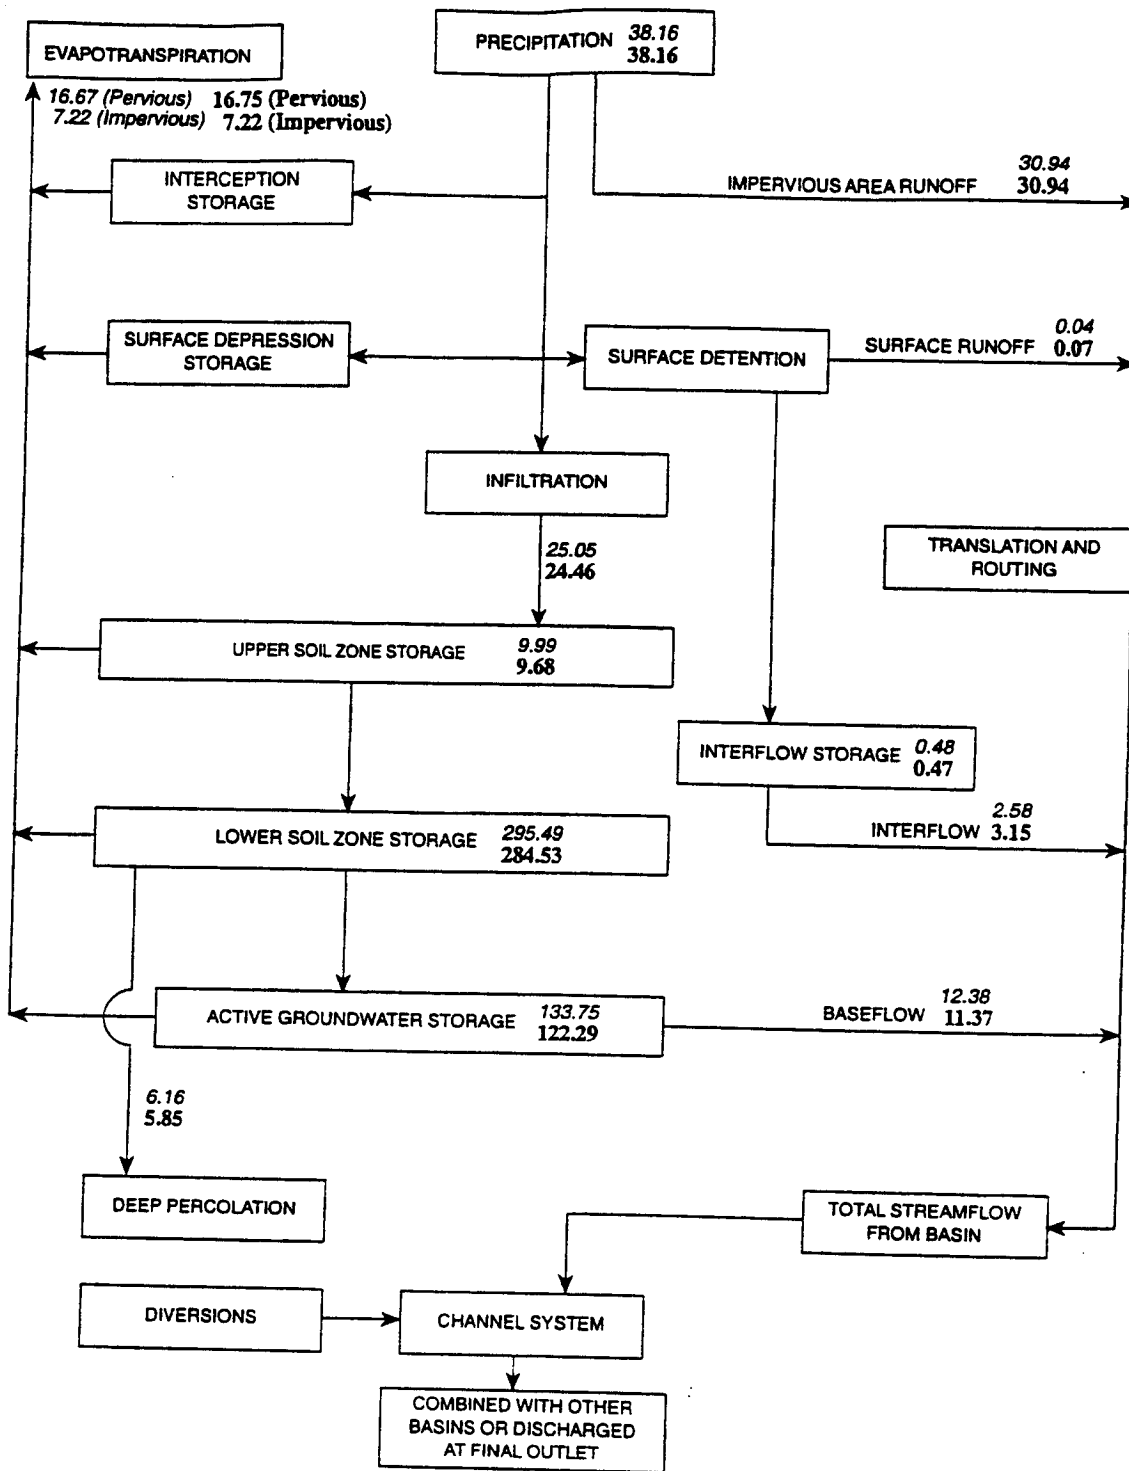 PRECIPITATION 38.16
38.16
EVAPOTRANSPIRATION
16.67 (Pervious) 16.75 (Pervious)
7.22 (Impervious) 7.22 (Impervious)
INTERCEPTION
STORAGE
30.94
IMPERVIOUS AREA RUNOFF 30.94
SURFACE DEPRESSION
STORAGE
SURFACE DETENTION
0.04
SURFACE RUNOFF 0.07
INFILTRATION
25.05
24.46
TRANSLATION AND
ROUTING
UPPER SOIL ZONE STORAGE 9.99
9.68
INTERFLOW STORAGE 0.48
0.47
2.58
INTERFLOW 3.15
LOWER SOIL ZONE STORAGE 295.49
284.53
ACTIVE GROUNDWATER STORAGE 133.75
122.29
12.38
BASEFLOW 11.37
6.16
5.85
DEEP PERCOLATION
TOTAL STREAMFLOW
FROM BASIN
DIVERSIONS
CHANNEL SYSTEM
COMBINED WITH OTHER
BASINS OR DISCHARGED
AT FINAL OUTLET